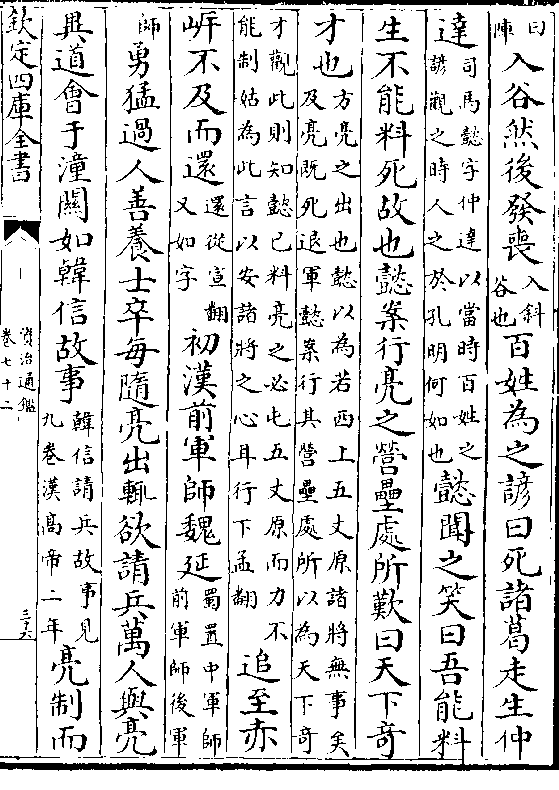 曰陣入谷然後發喪入斜谷也百姓為之諺曰死諸葛走生仲
達司馬懿字仲達以當時百姓之諺觀之時人之於孔明何如也懿聞之笑曰吾能料
生不能料死故也懿案行亮之營壘處所歎曰天下竒
才也方亮之出也懿以為若西上五丈原諸將無事矣及亮既死退軍懿案行其營壘處所以為天下竒
才觀此則知懿已料亮之必屯五丈原而力不能制姑為此言以安諸將之心耳行下孟翻追至赤
岸不及而還還從宣翻又如字初漢前軍師魏延蜀置中軍師前軍師後軍
師勇猛過人善養士卒每隨亮出輒欲請兵萬人與亮
異道會于潼關如韓信故事韓信請兵故事見九卷漢高帝二年亮制而
欽定四庫全書
資治通鑑
卷七十二
三十六